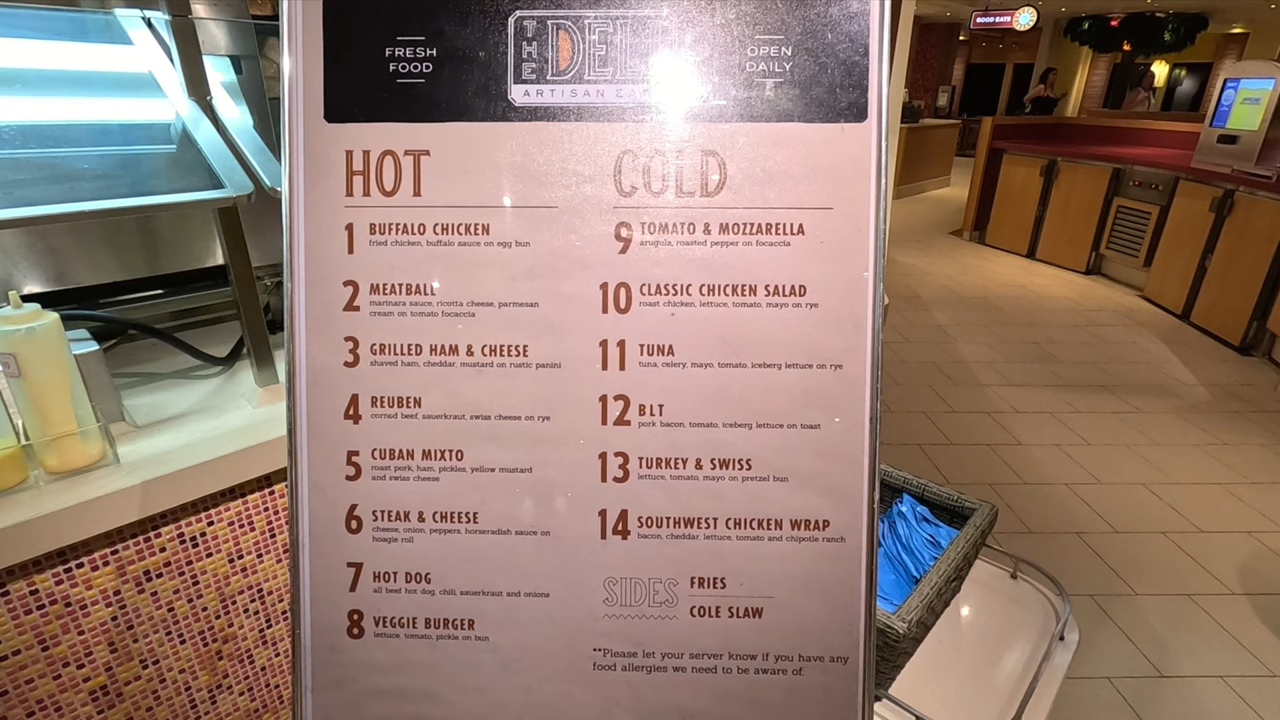 FRESH
FOOD
THE
ARTISAN
OPEN
DAILY
GOOD EATS
HOT
1 BUFFALO CHICKEN
fried chicken, buffalo sauce on egg bun
2 MEATBALL
marinara sauce, ricotta cheese, parmesan
cream on tomato focaccia
3 GRILLED HAM & CHEESE
shaved ham, cheddar, mustard on rustic panini
4 REUBEN
corned beef, sauerkraut, swiss cheese on rye
5 CUBAN MIXTO
roast pork, ham, pickles, yellow mustard
and swiss cheese
6 STEAK & CHEESE
cheese, onion, peppers, horseradish sauce on
hoagie roll
7 HOT DOG
all beef hot dog, chili, sauerkraut and onions
8 VEGGIE BURGER
lettuce, tomato, pickle on bun
COLD
9 TOMATO & MOZZARELLA
arugula, roasted pepper on focaccia
10 CLASSIC CHICKEN SALAD
roast chicken, lettuce, tomato, mayo on rye
11 TUNA
tuna, celery, mayo, tomato, iceberg lettuce on rye
12 BLT
pork bacon, tomato, iceberg lettuce on toast
13 TURKEY & SWISS
lettuce, tomato, mayo on pretzel bun
14 SOUTHWEST CHICKEN WRAP
bacon, cheddar, lettuce, tomato and chipotle ranch
SIDES
FRIES
COLE SLAW
**Please let your server know if you have any
food allergies we need to be aware of.